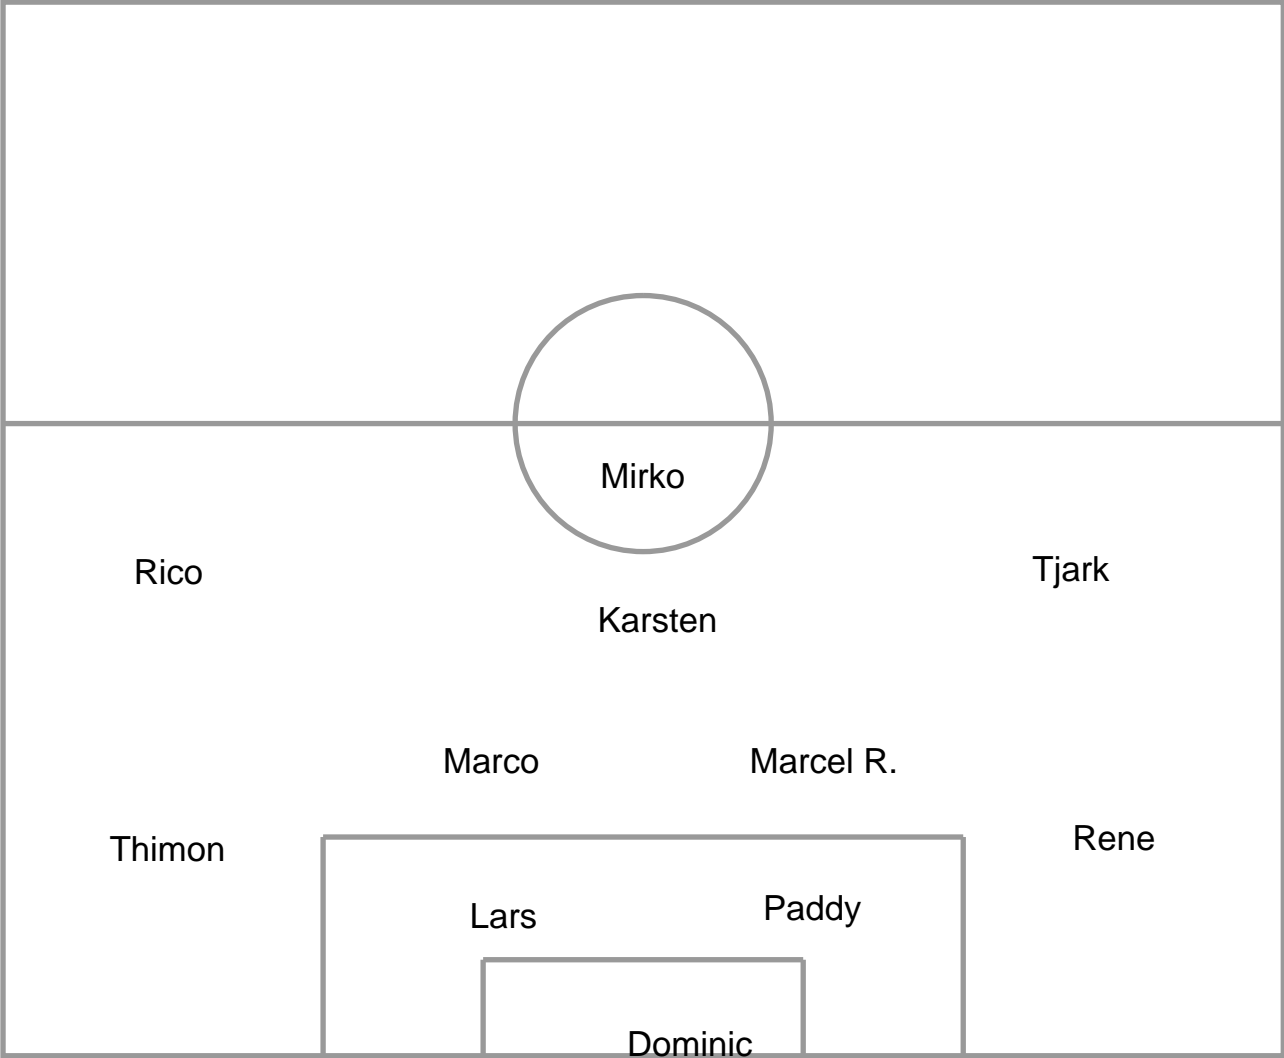 Mirko
Rico
Tjark
Karsten
Marco
Marcel R.
Thimon
Rene
Lars
Paddy
Dominic